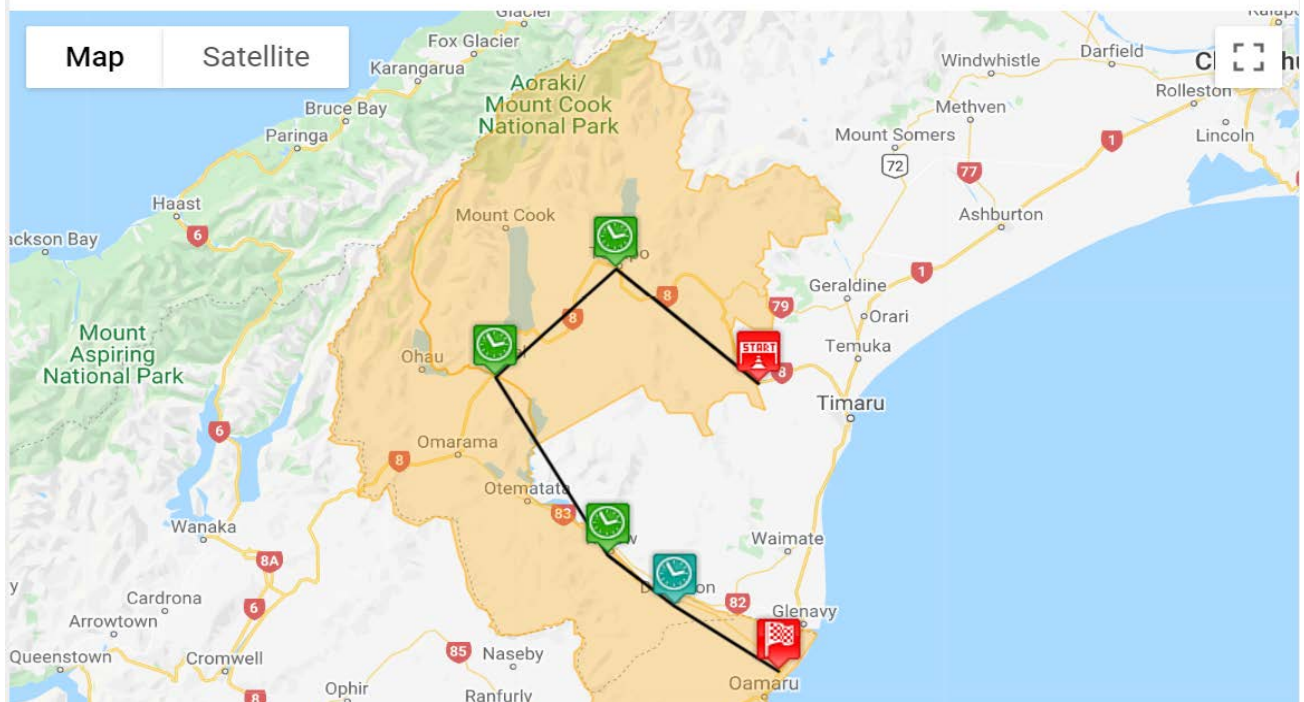 Glacier
Map
Satellite
Fox Glacier
Karangarua
Windwhistle
Darfield
Rolleston
Aoraki/
Mount Cook
National Park
Bruce Bay
Paringa
Methven
Mount Somers
Lincoln
1
72
77
Haast
6
Mount Cook
Ashburton
1
8
79
Geraldine
Orari
8
Mount
Aspiring
National Park
Ohau
START
Temuka
8
Timaru
6
Omarama
8
Otematata
83
Wanaka
Waimate
8A
82
Cardrona
6
Glenavy
Arrowtown
85
Queenstown
Cromwell
Naseby
Oamaru
8
Ophir
Ranfurly